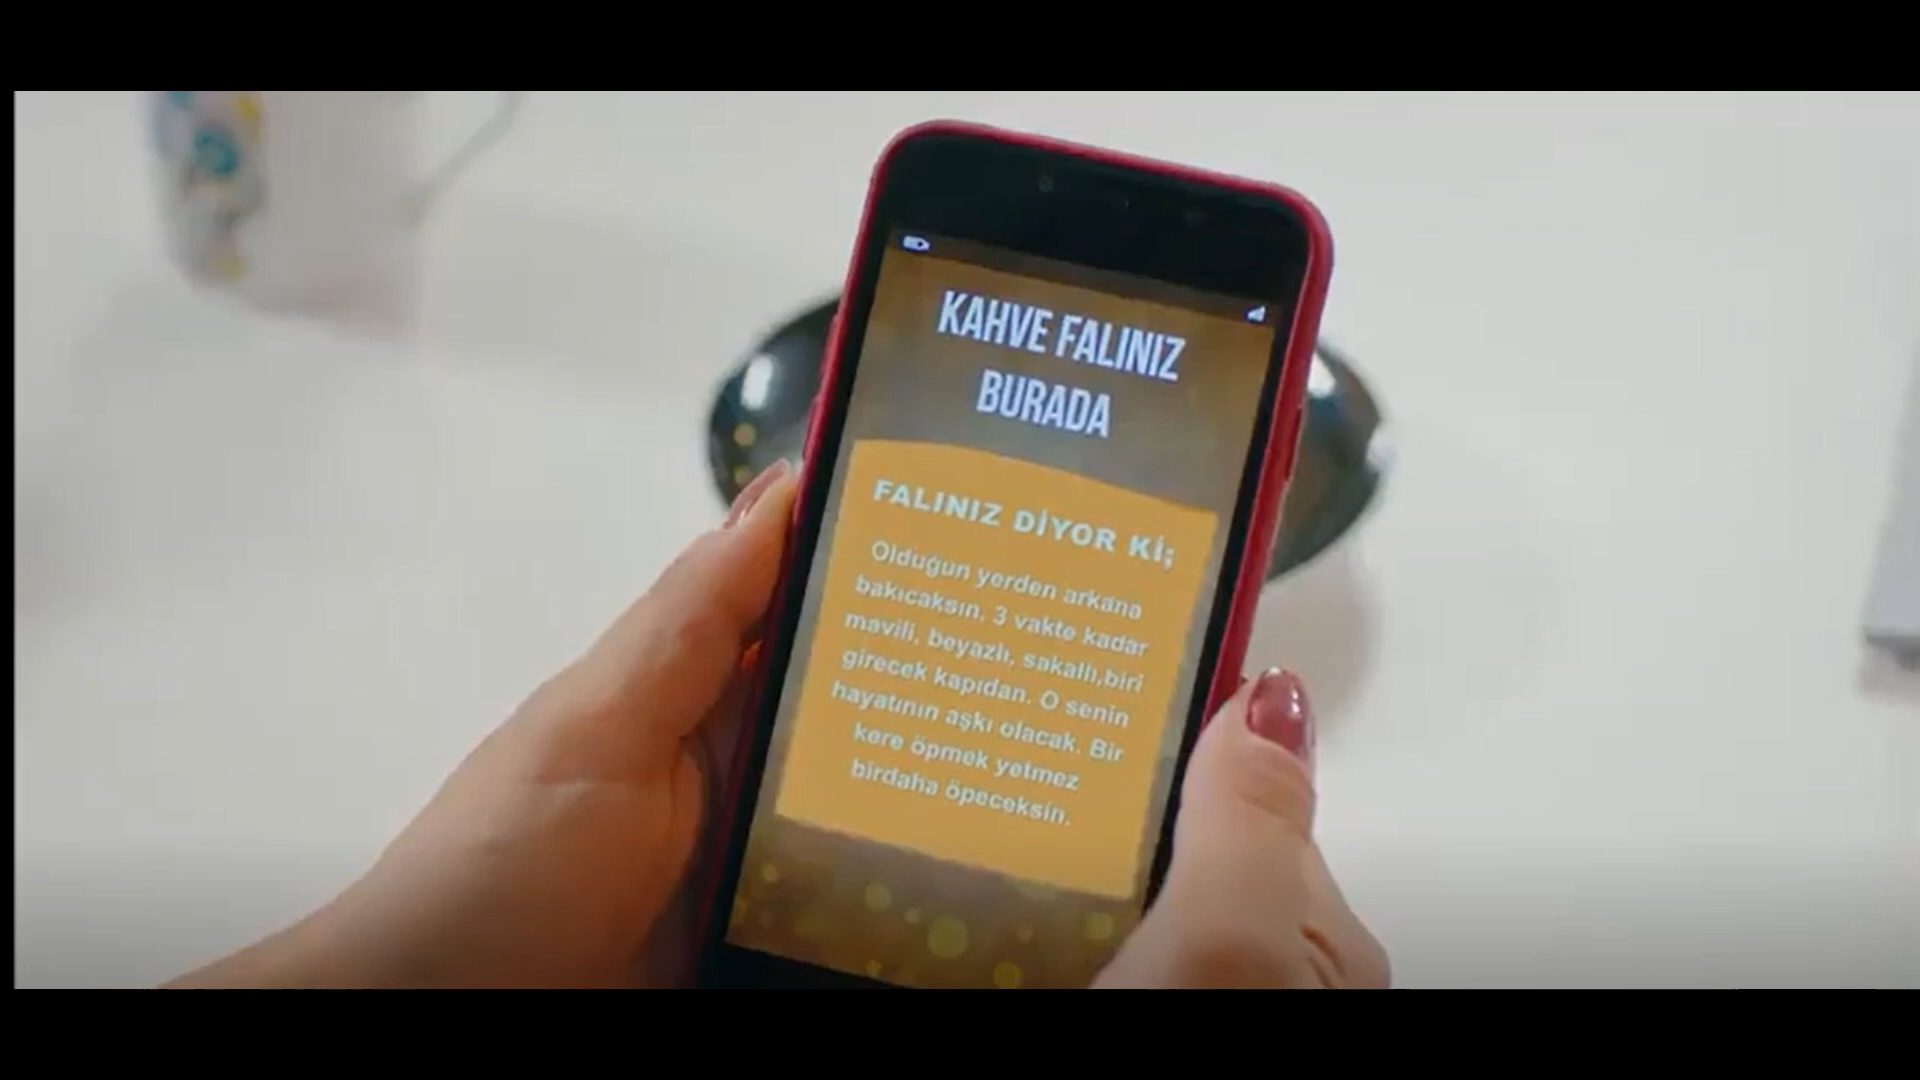 KAHVE FALINIZ
BURADA
FALINIZ DİYOR Kİ;
Olduğun yerden arkana
bakıcaksın. 3 vakte kadar
mavili, beyazlı, sakallı,biri
girecek kapıdan. O senin
hayatının aşkı olacak. Bir
kere öpmek yetmez
birdaha öpeceksin.